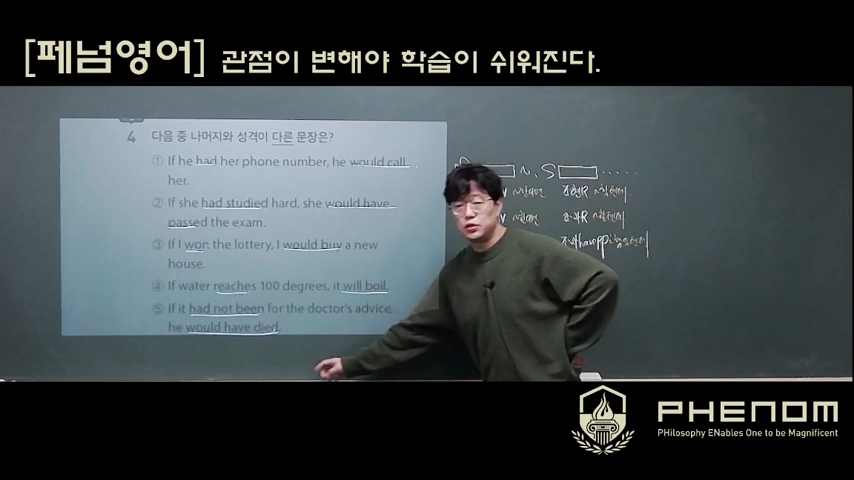 [페넘영어] 관점이 변해야 학습이 쉬워진다.
4 다음 중 나머지와 성격이 다른 문장은?
① If he had her phone number, he would call
her.
② If she had studied hard, she would have
passed the exam.
③ If I won the lottery, I would buy a new
house.
④ If water reaches 100 degrees, it will boil.
⑤ If it had not been for the doctor's advice,
he would have died.
PHENOM
PHilosophy ENables One to be Magnificent